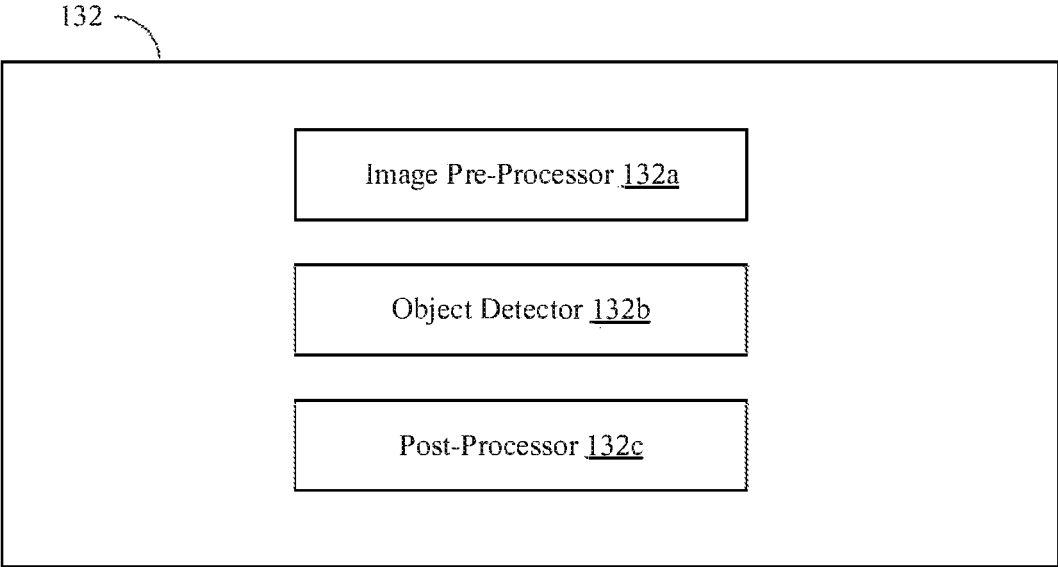 132
Image Pre-Processor 132a
Object Detector 132b
Post-Processor 132c